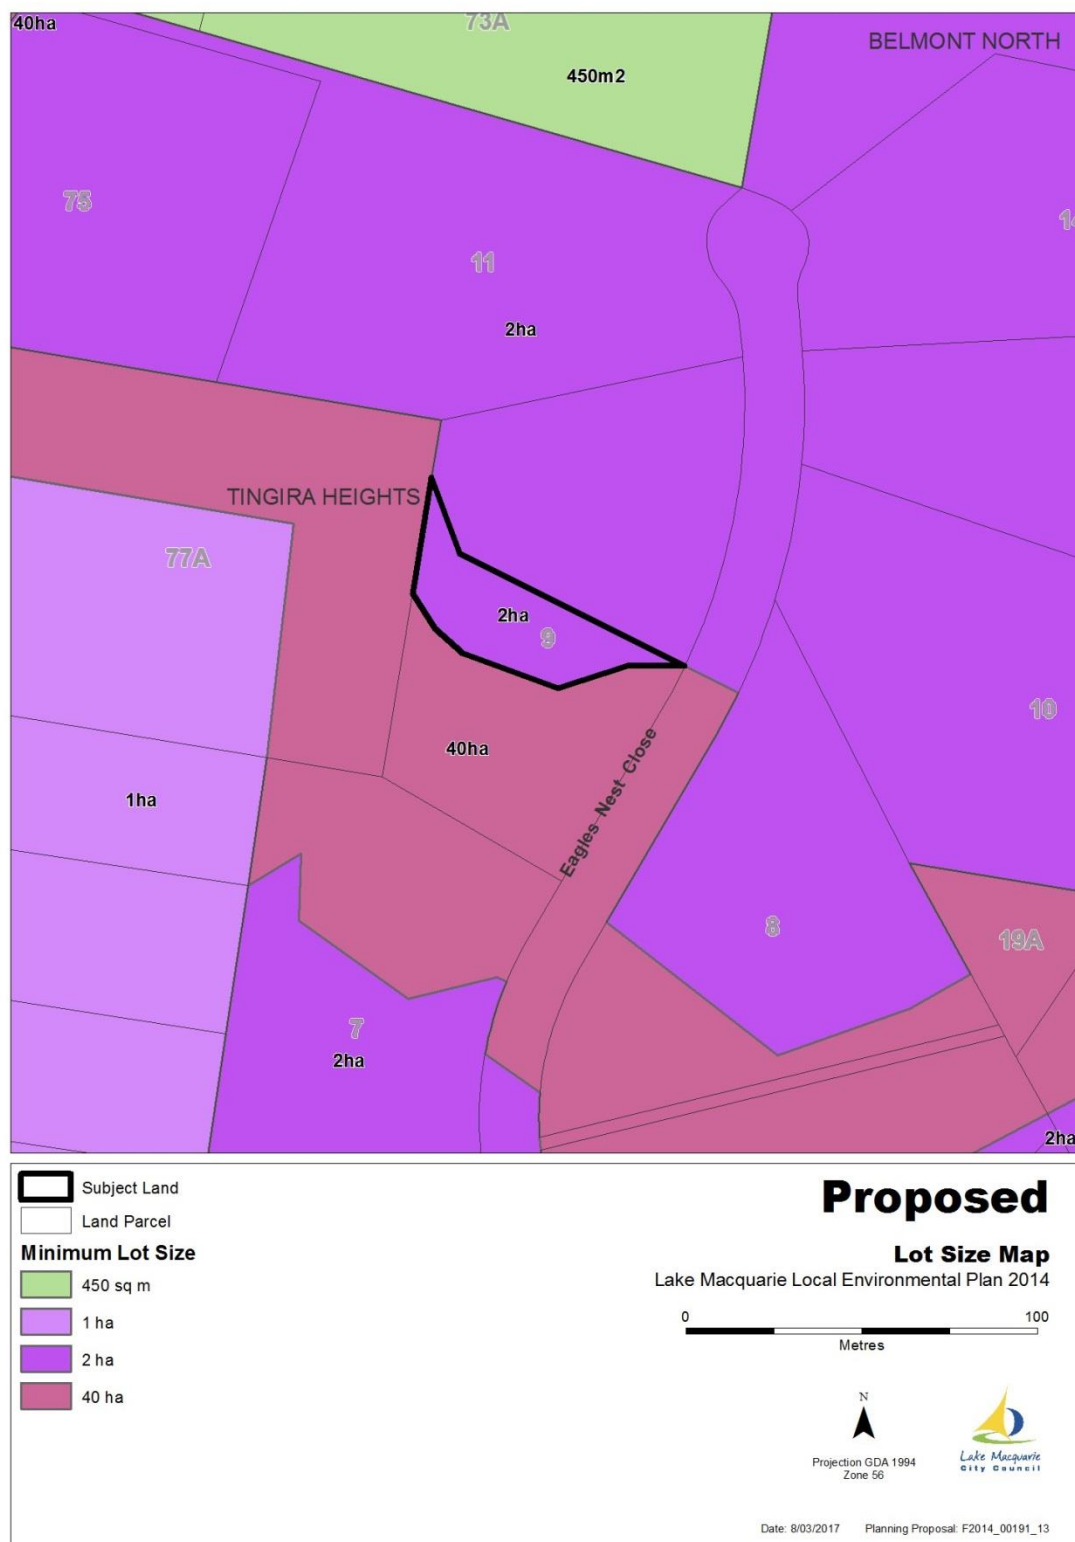 40ha
73A
BELMONT NORTH
450m2
75
11
2ha
TINGIRA HEIGHTS
77A
2ha
9
10
40ha
Eagles Nest Close
1ha
8
19A
7
2ha
2ha
Subject Land
Land Parcel
Minimum Lot Size
450 sq m
1 ha
2 ha
40 ha
Proposed
Lot Size Map
Lake Macquarie Local Environmental Plan 2014
0 100
Metres
N
Projection GDA 1994
Zone 56
Lake Macquarie
City Council
Date: 8/03/2017 Planning Proposal: F2014_00191_13